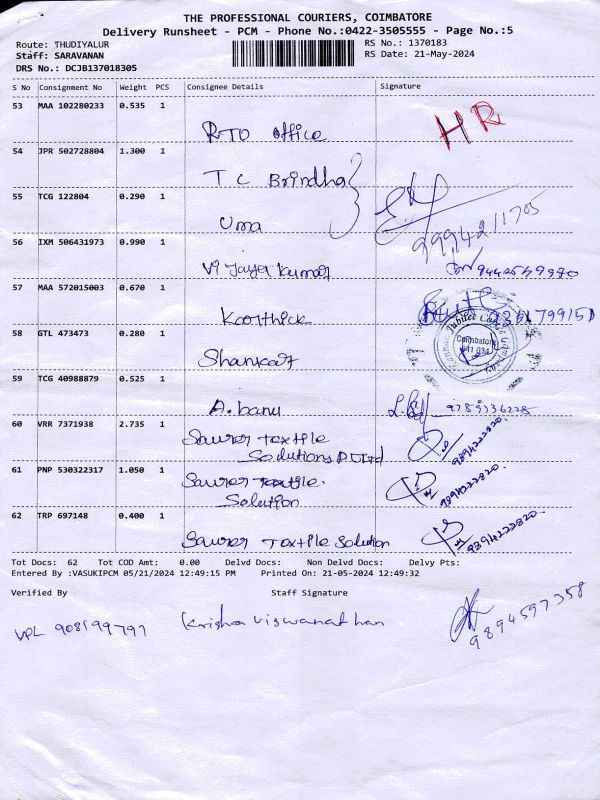 THE PROFESSIONAL COURIERS, COIMBATORE
Delivery Runsheet - PCM - Phone No.:0422-3505555 - Page No.:5
Route: THUDIYALUR RS No.: 1370183
Staff: SARAVANAN RS Date: 21-May-2024
DRS No.: DCJB137018305
S No Consignment No Weight PCS Consignee Details Signature
53 MAA 102280233 0.535 1
RTO office HR
54 JPR 502728804 1.300 1
T C Brindha
55 TCG 122804 0.290 1
Uma 9994211705
56 IXM 506431973 0.990 1
Vijaya kumar
57 MAA 572015003 0.670 1
Karthick
58 GTL 473473 0.280 1
Coimbatore
641 034
Shankar
59 TCG 40988879 0.525 1
A. banu
60 VRR 7371938 2.735 1
Saurer textile
Solutions P Ltd 9894222820
61 PNP 530322317 1.050 1
Saurer textile.
Solution
62 TRP 697148 0.400 1
Saurer Textile Solution 9894222820
Tot Docs: 62 Tot COD Amt: 0.00 Delvd Docs: Non Delvd Docs: Delvy Pts:
Entered By :VASUKIPCM 05/21/2024 12:49:15 PM Printed On: 21-05-2024 12:49:32
Verified By Staff Signature
VPL 908199797 Krishna viswanathan 9894597358